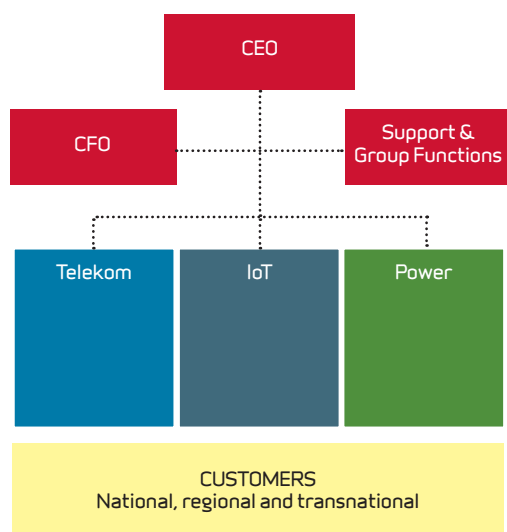 CEO
CFO
Support &
Group Functions
Telekom
IoT
Power
CUSTOMERS
National, regional and transnational